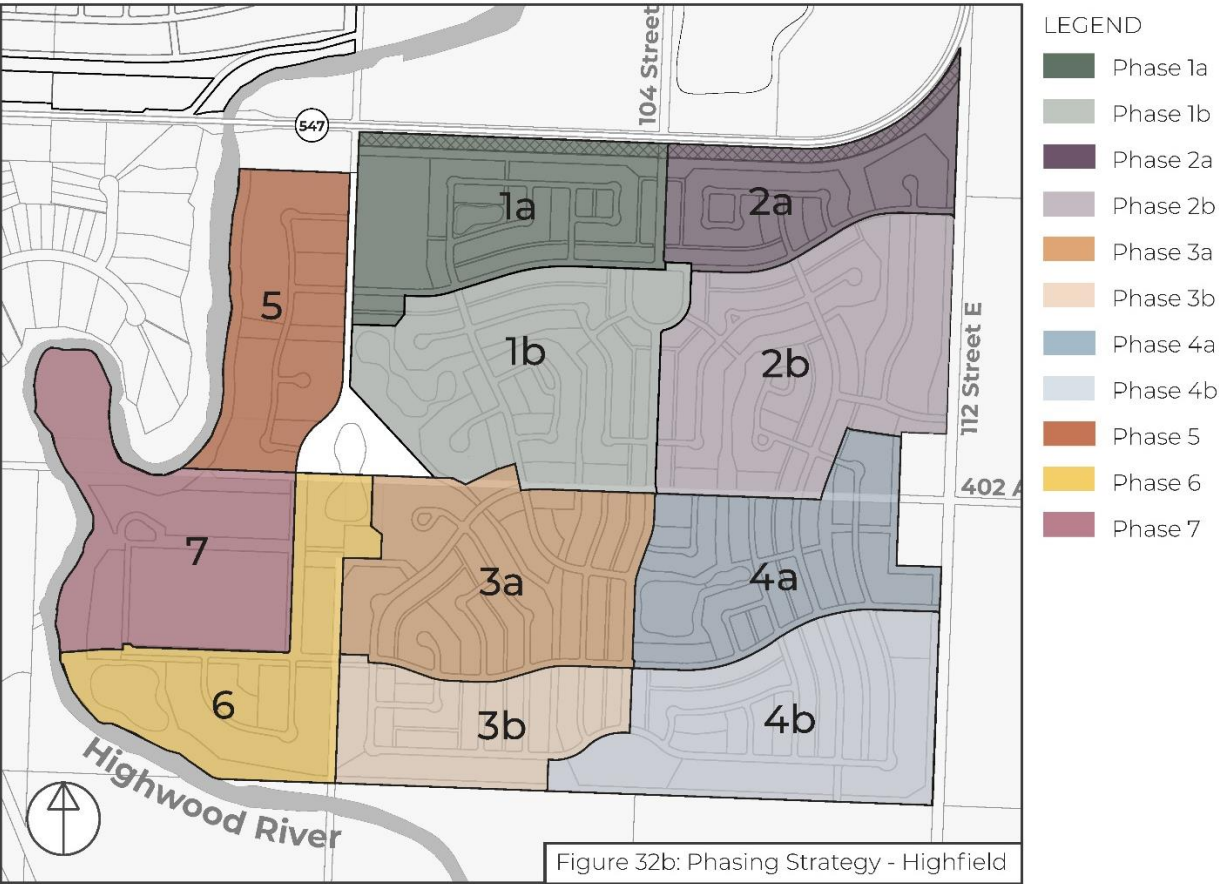 104 Street
547
1a
2a
5
1b
2b
112 Street E
402 A
7
3a
4a
6
3b
4b
Highwood River
Figure 32b: Phasing Strategy - Highfield
LEGEND
Phase 1a
Phase 1b
Phase 2a
Phase 2b
Phase 3a
Phase 3b
Phase 4a
Phase 4b
Phase 5
Phase 6
Phase 7